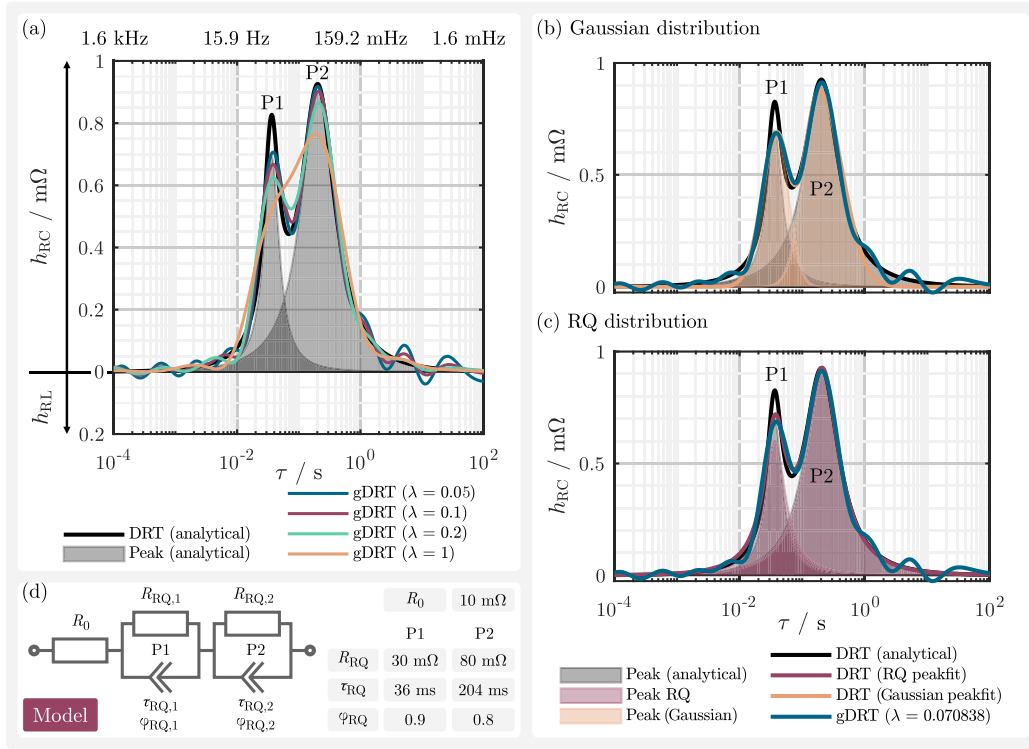 (a)
1.6 kHz 15.9 Hz 159.2 mHz 1.6 mHz
1
0.8
0.6
0.4
0.2
0
0.2
h_RC / mΩ
h_RL
P1
P2
10^-4 10^-2 10^0 10^2
τ / s
DRT (analytical)
Peak (analytical)
gDRT (λ = 0.05)
gDRT (λ = 0.1)
gDRT (λ = 0.2)
gDRT (λ = 1)
(b) Gaussian distribution
1
0.5
0
h_RC / mΩ
P1
P2
(c) RQ distribution
1
0.5
0
h_RC / mΩ
P1
P2
10^-4 10^-2 10^0 10^2
τ / s
Peak (analytical)
Peak RQ
Peak (Gaussian)
DRT (analytical)
DRT (RQ peakfit)
DRT (Gaussian peakfit)
gDRT (λ = 0.070838)
(d)
R_0
R_RQ,1 R_RQ,2
P1 P2
τ_RQ,1 τ_RQ,2
φ_RQ,1 φ_RQ,2
Model
R_0 10 mΩ
P1 P2
R_RQ 30 mΩ 80 mΩ
τ_RQ 36 ms 204 ms
φ_RQ 0.9 0.8